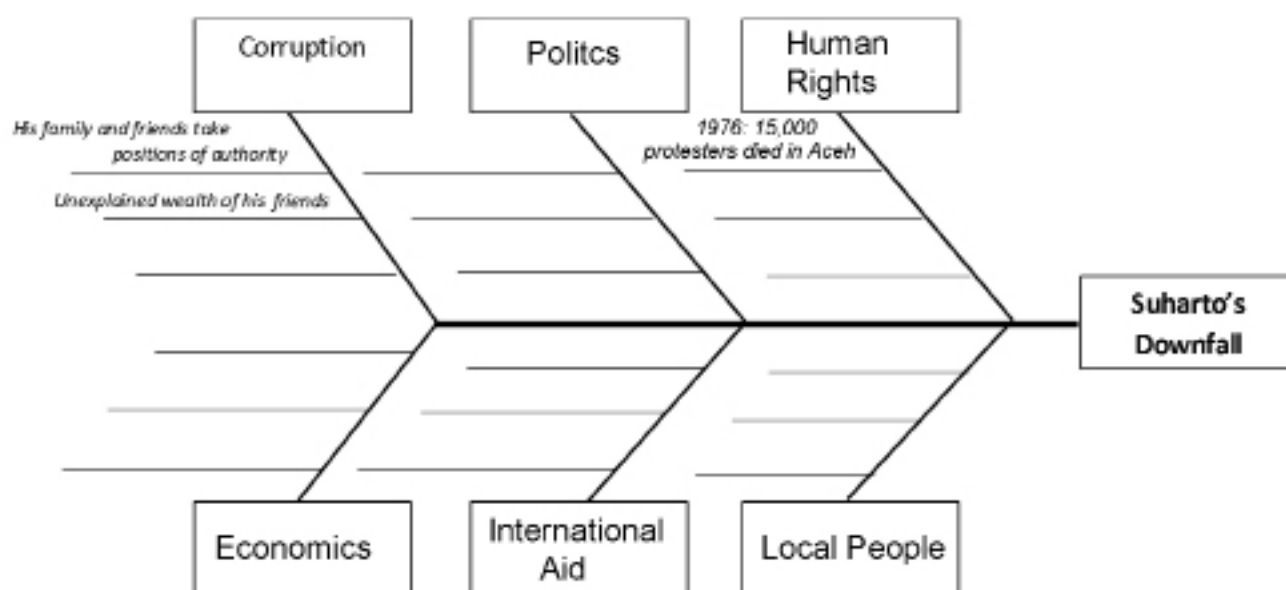 Corruption
Politcs
Human
Rights
His family and friends take
positions of authority
Unexplained wealth of his friends
1976: 15,000
protesters died in Aceh
Suharto's
Downfall
Economics
International
Aid
Local People